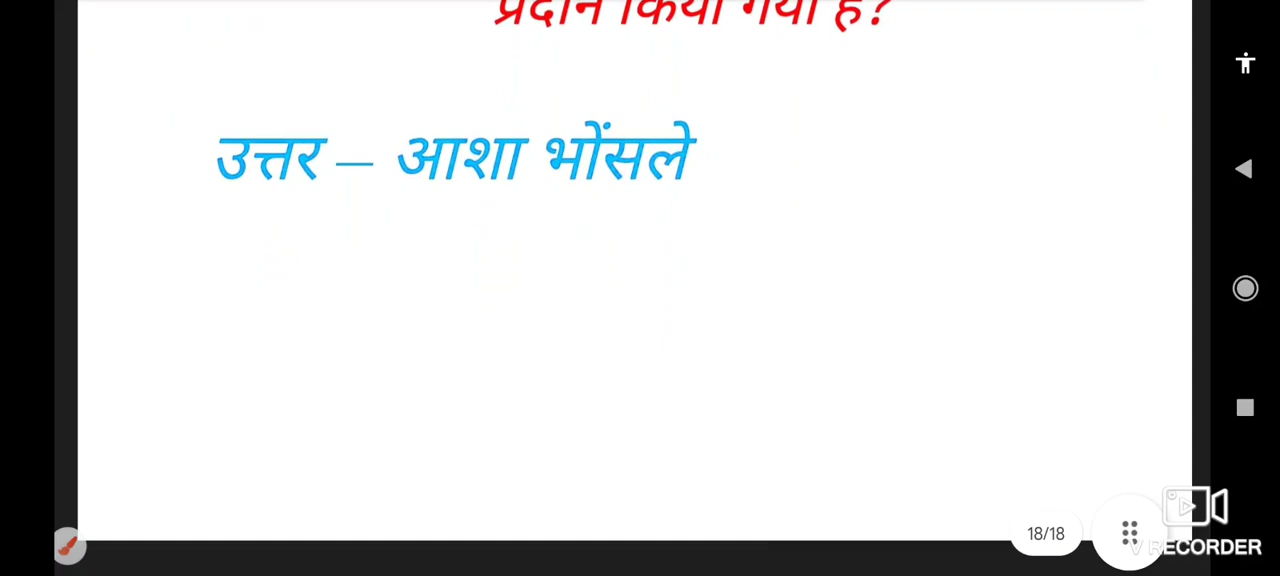 प्रदान किया गया है?
उत्तर – आशा भोंसले
18/18
V RECORDER